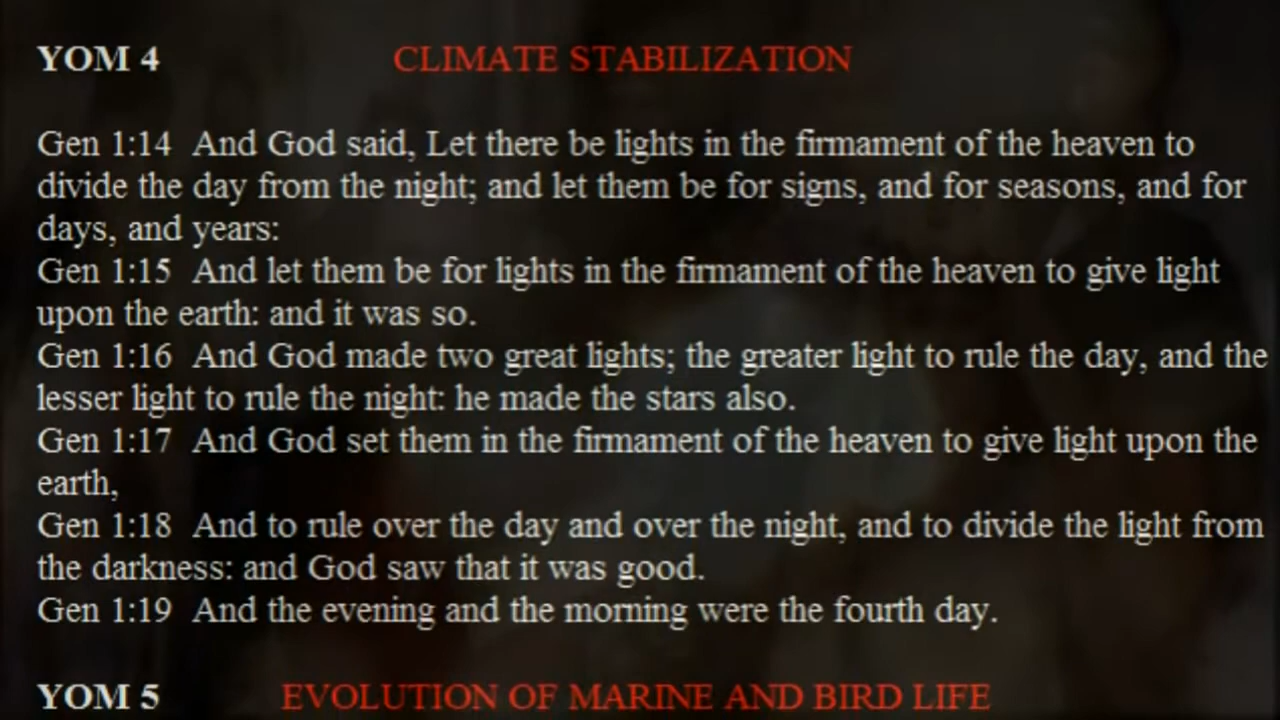 YOM 4 CLIMATE STABILIZATION
Gen 1:14 And God said, Let there be lights in the firmament of the heaven to
divide the day from the night; and let them be for signs, and for seasons, and for
days, and years:
Gen 1:15 And let them be for lights in the firmament of the heaven to give light
upon the earth: and it was so.
Gen 1:16 And God made two great lights; the greater light to rule the day, and the
lesser light to rule the night: he made the stars also.
Gen 1:17 And God set them in the firmament of the heaven to give light upon the
earth,
Gen 1:18 And to rule over the day and over the night, and to divide the light from
the darkness: and God saw that it was good.
Gen 1:19 And the evening and the morning were the fourth day.
YOM 5 EVOLUTION OF MARINE AND BIRD LIFE